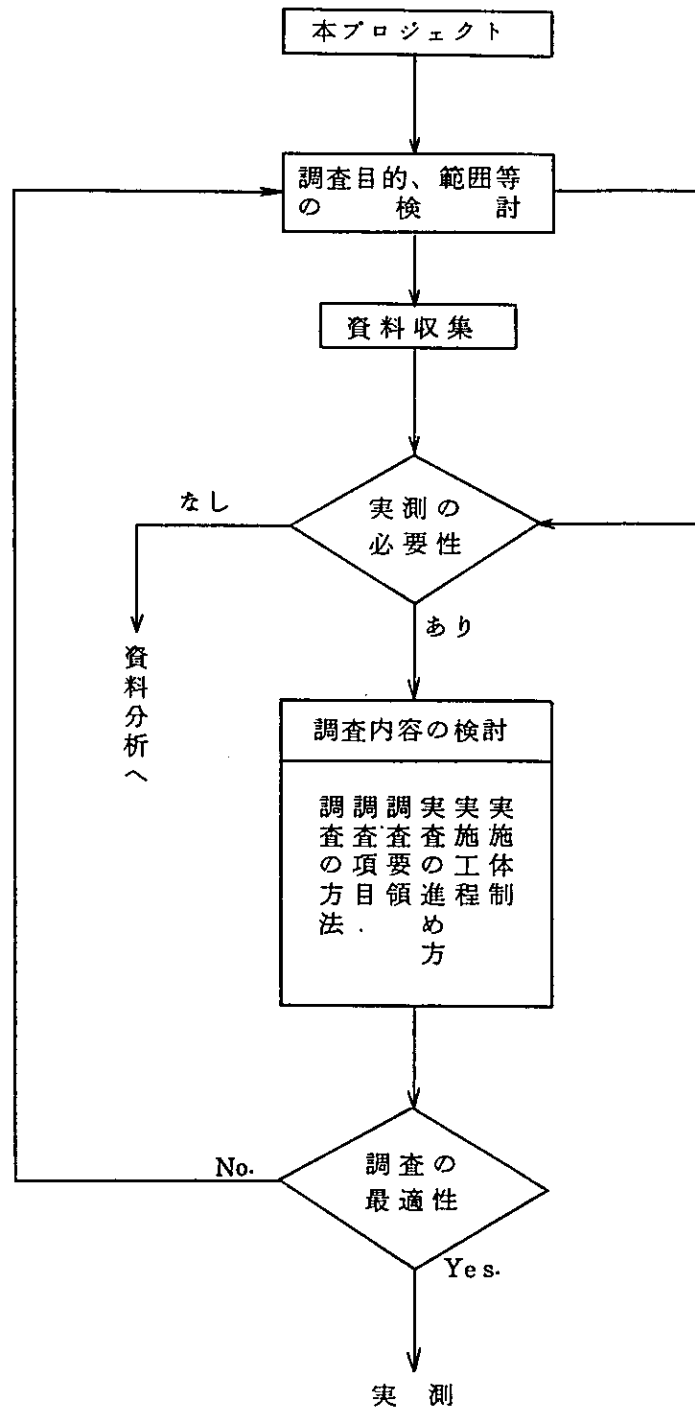 本プロジェクト
調査目的、範囲等
の検討
資料収集
なし
実測の
必要性
あり
資料分析へ
調査内容の検討
実施体制
実施工程
実査の進め方
調査要領
調査項目
調査の方法
No.
調査の
最適性
Yes.
実測